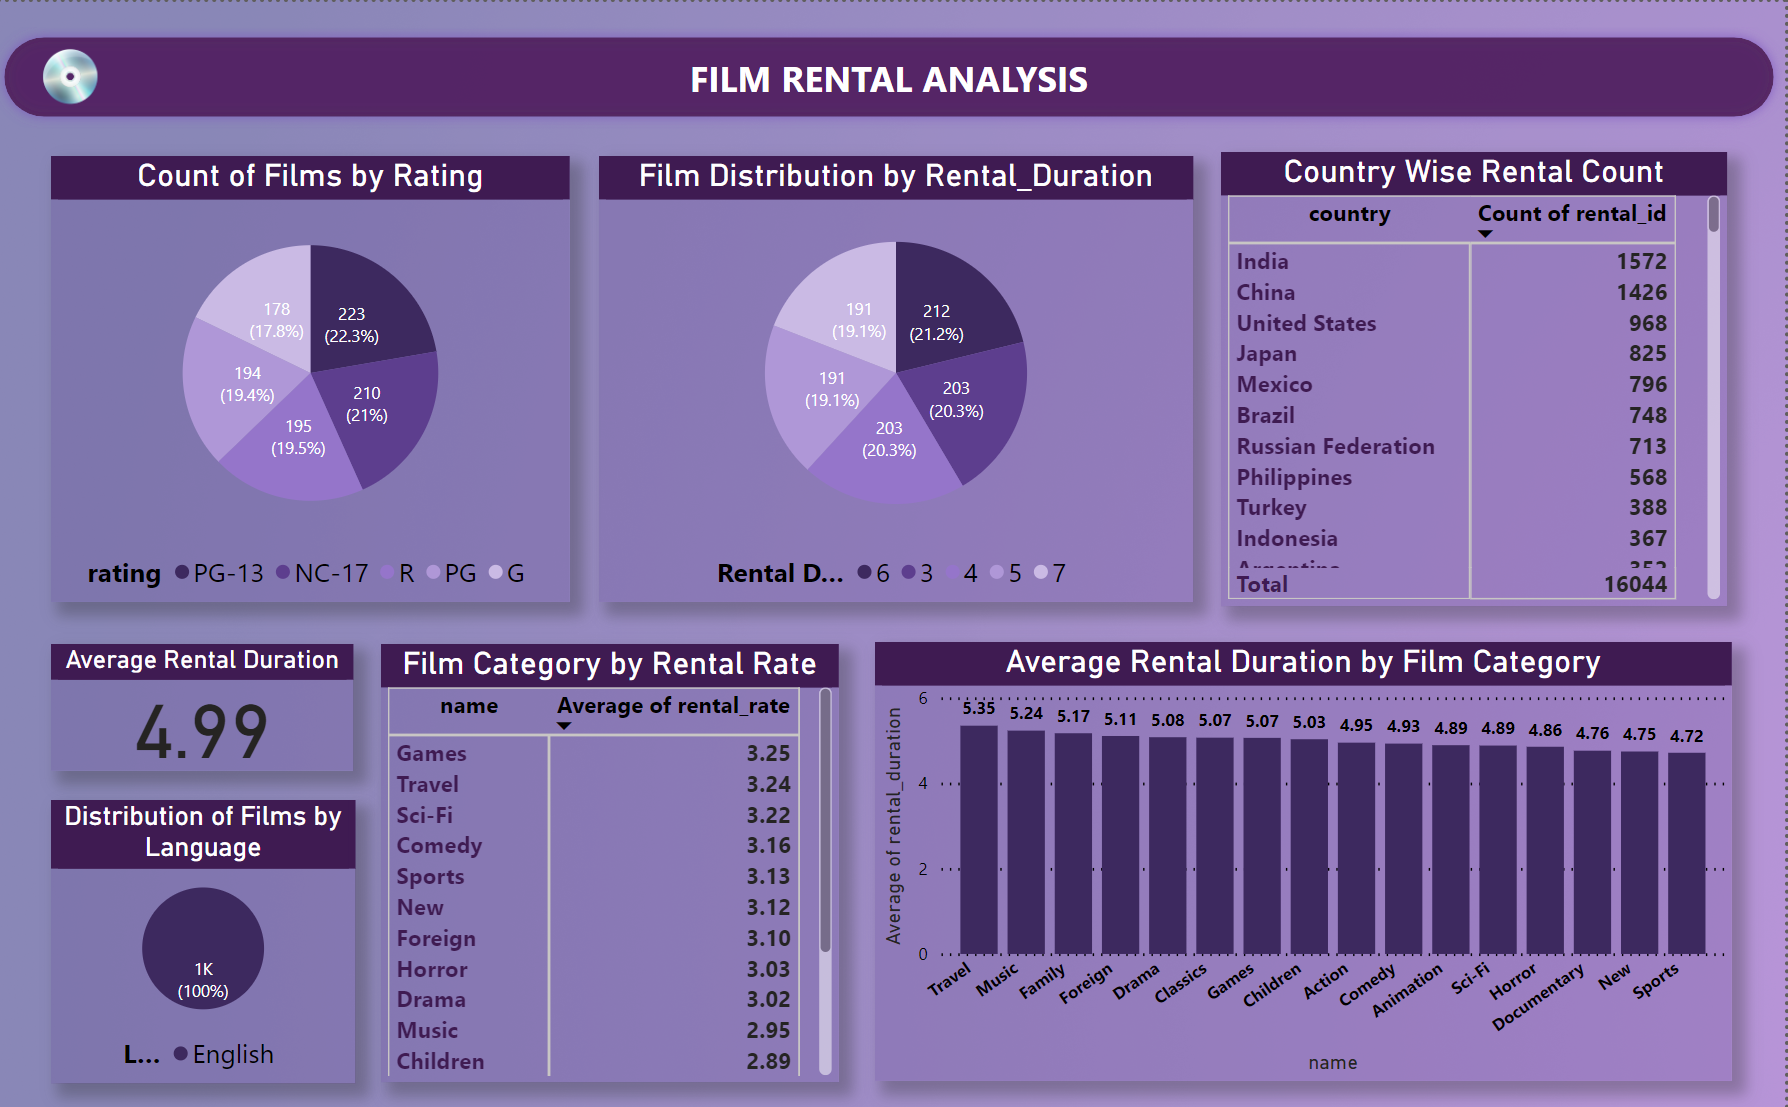 FILM RENTAL ANALYSIS
Count of Films by Rating
178
(17.8%)
223
(22.3%)
194
(19.4%)
210
(21%)
195
(19.5%)
rating PG-13 NC-17 R PG G
Film Distribution by Rental_Duration
191
(19.1%)
212
(21.2%)
191
(19.1%)
203
(20.3%)
203
(20.3%)
Rental D... 6 3 4 5 7
Country Wise Rental Count
country Count of rental_id
India 1572
China 1426
United States 968
Japan 825
Mexico 796
Brazil 748
Russian Federation 713
Philippines 568
Turkey 388
Indonesia 367
Argentina 352
Total 16044
Average Rental Duration
4.99
Distribution of Films by
Language
1K
(100%)
L... English
Film Category by Rental Rate
name Average of rental_rate
Games 3.25
Travel 3.24
Sci-Fi 3.22
Comedy 3.16
Sports 3.13
New 3.12
Foreign 3.10
Horror 3.03
Drama 3.02
Music 2.95
Children 2.89
Average Rental Duration by Film Category
Average of rental_duration
6
4
2
0
5.35 5.24 5.17 5.11 5.08 5.07 5.07 5.03 4.95 4.93 4.89 4.89 4.86 4.76 4.75 4.72
Travel Music Family Foreign Drama Classics Games Children Action Comedy Animation Sci-Fi Horror Documentary New Sports
name